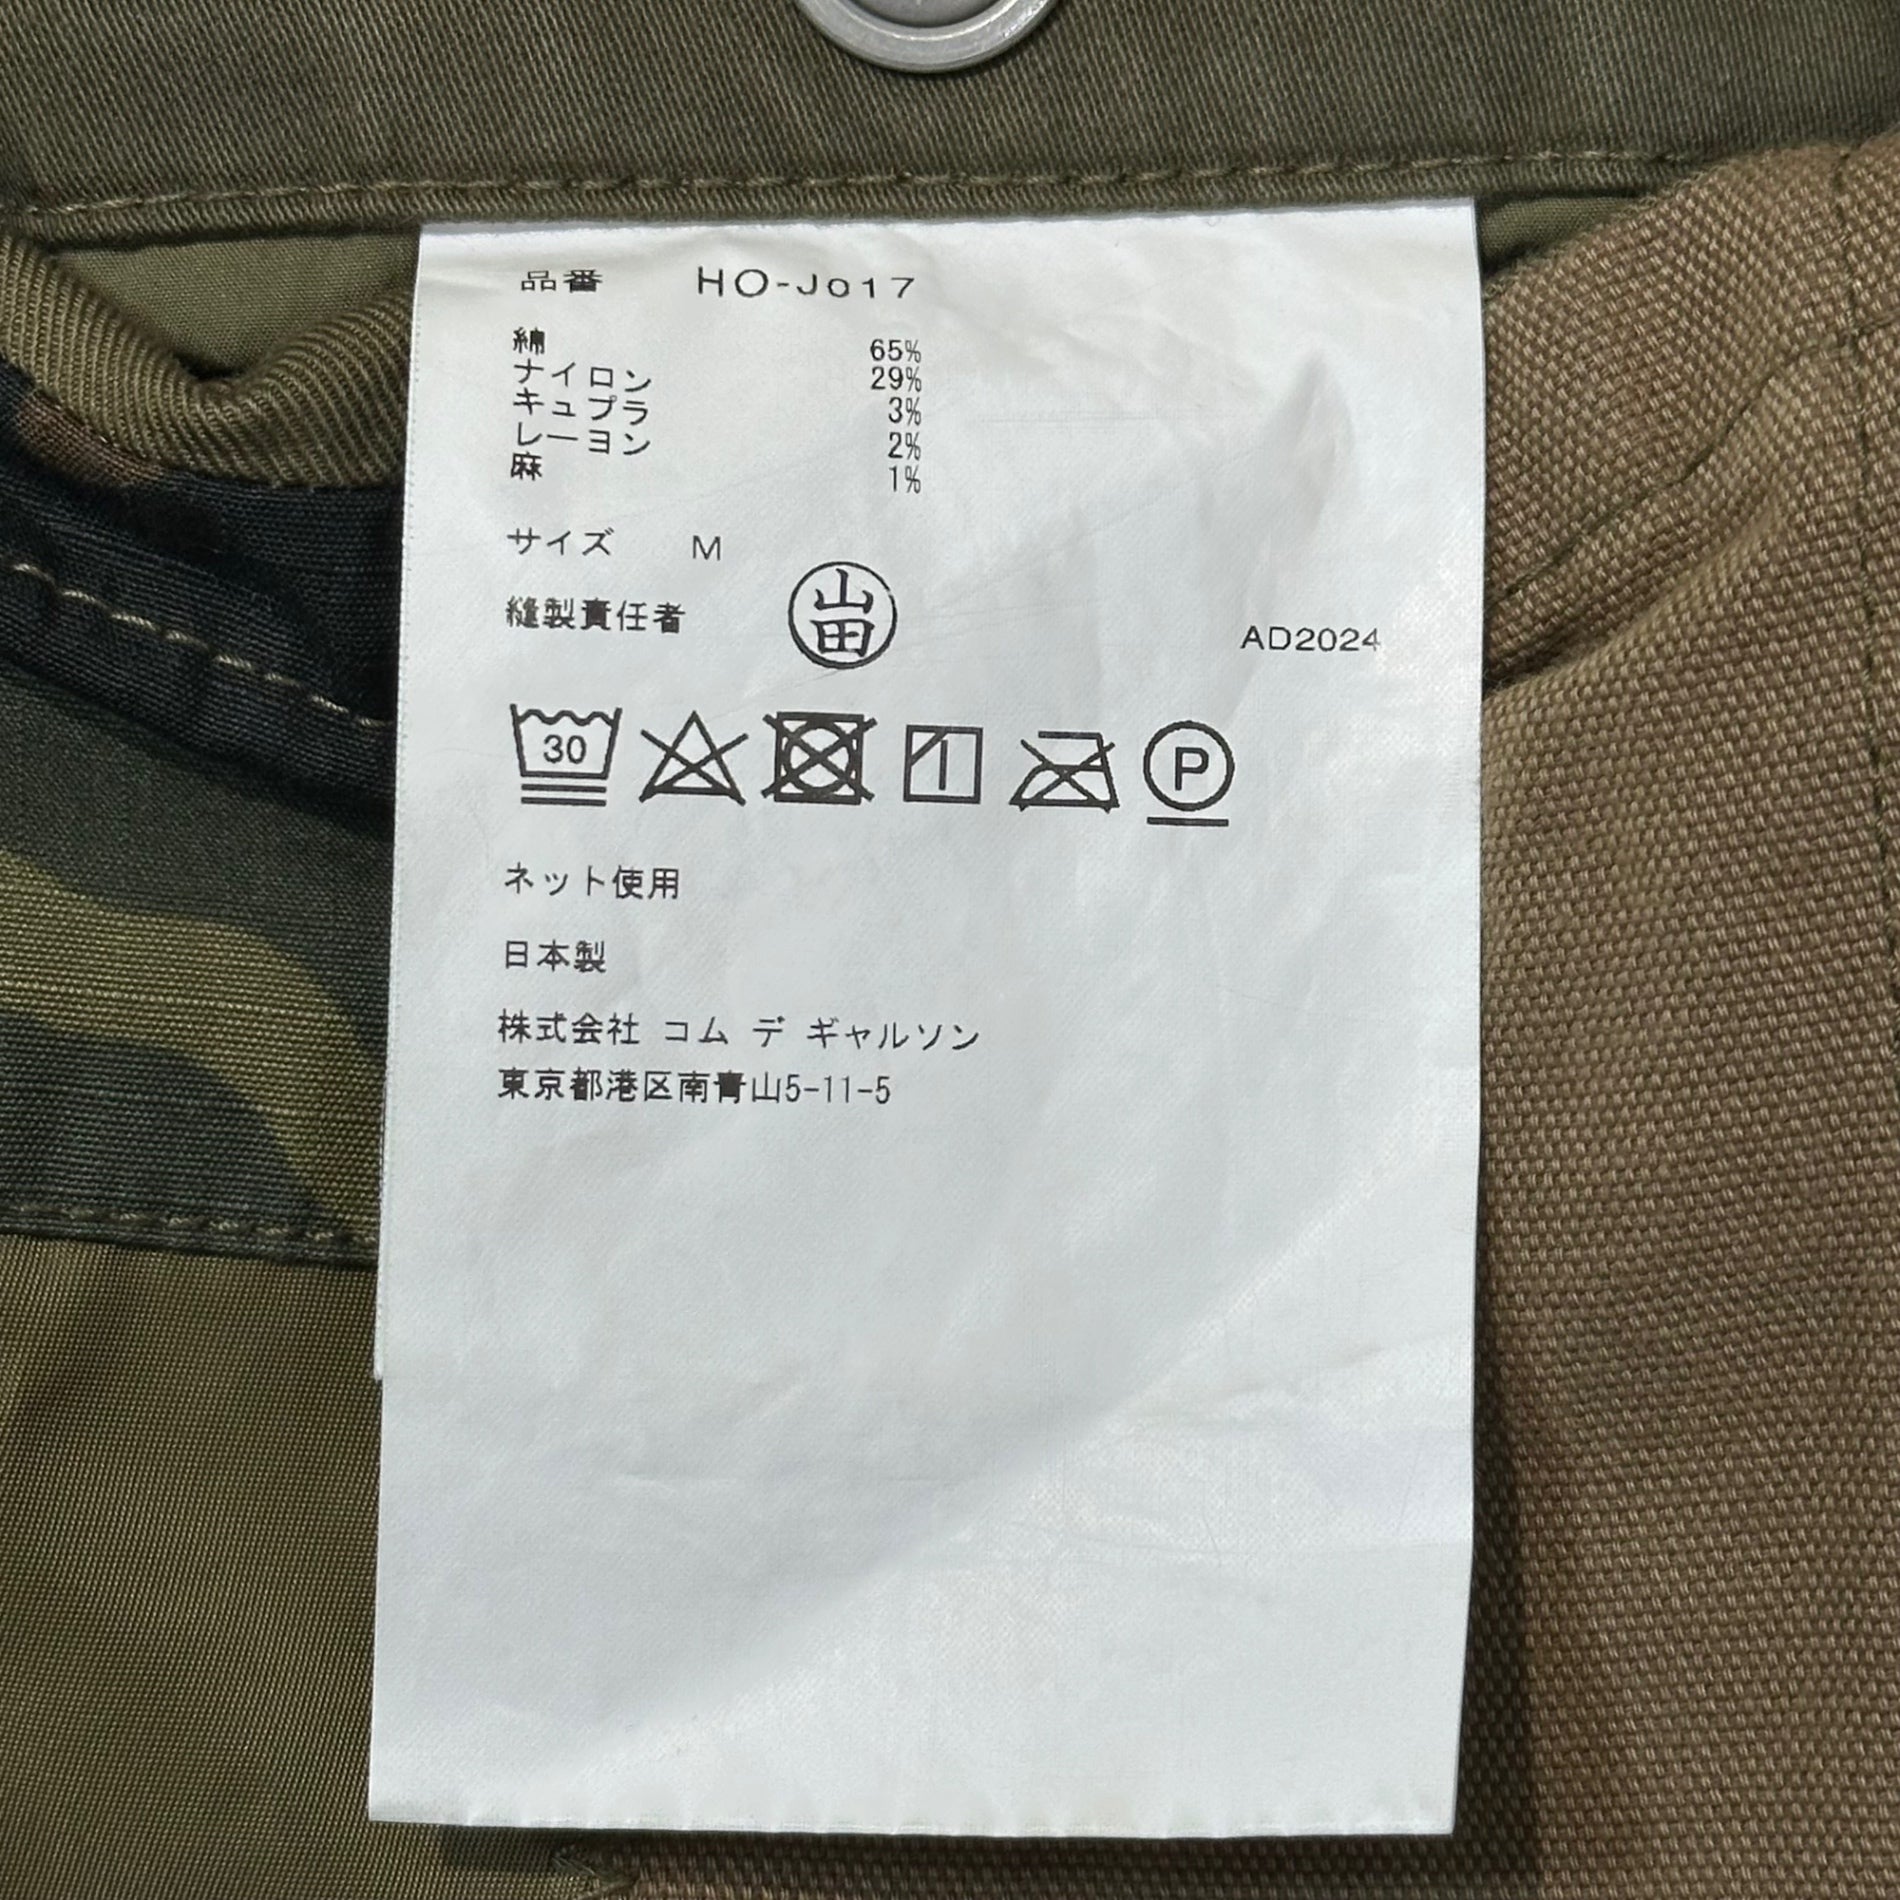 品番 HO-J017
綿 65%
ナイロン 29%
キュプラ 3%
レーヨン 2%
麻 1%
サイズ M
縫製責任者 山田
AD2024
30 P
ネット使用
日本製
株式会社 コム デ ギャルソン
東京都港区南青山5-11-5